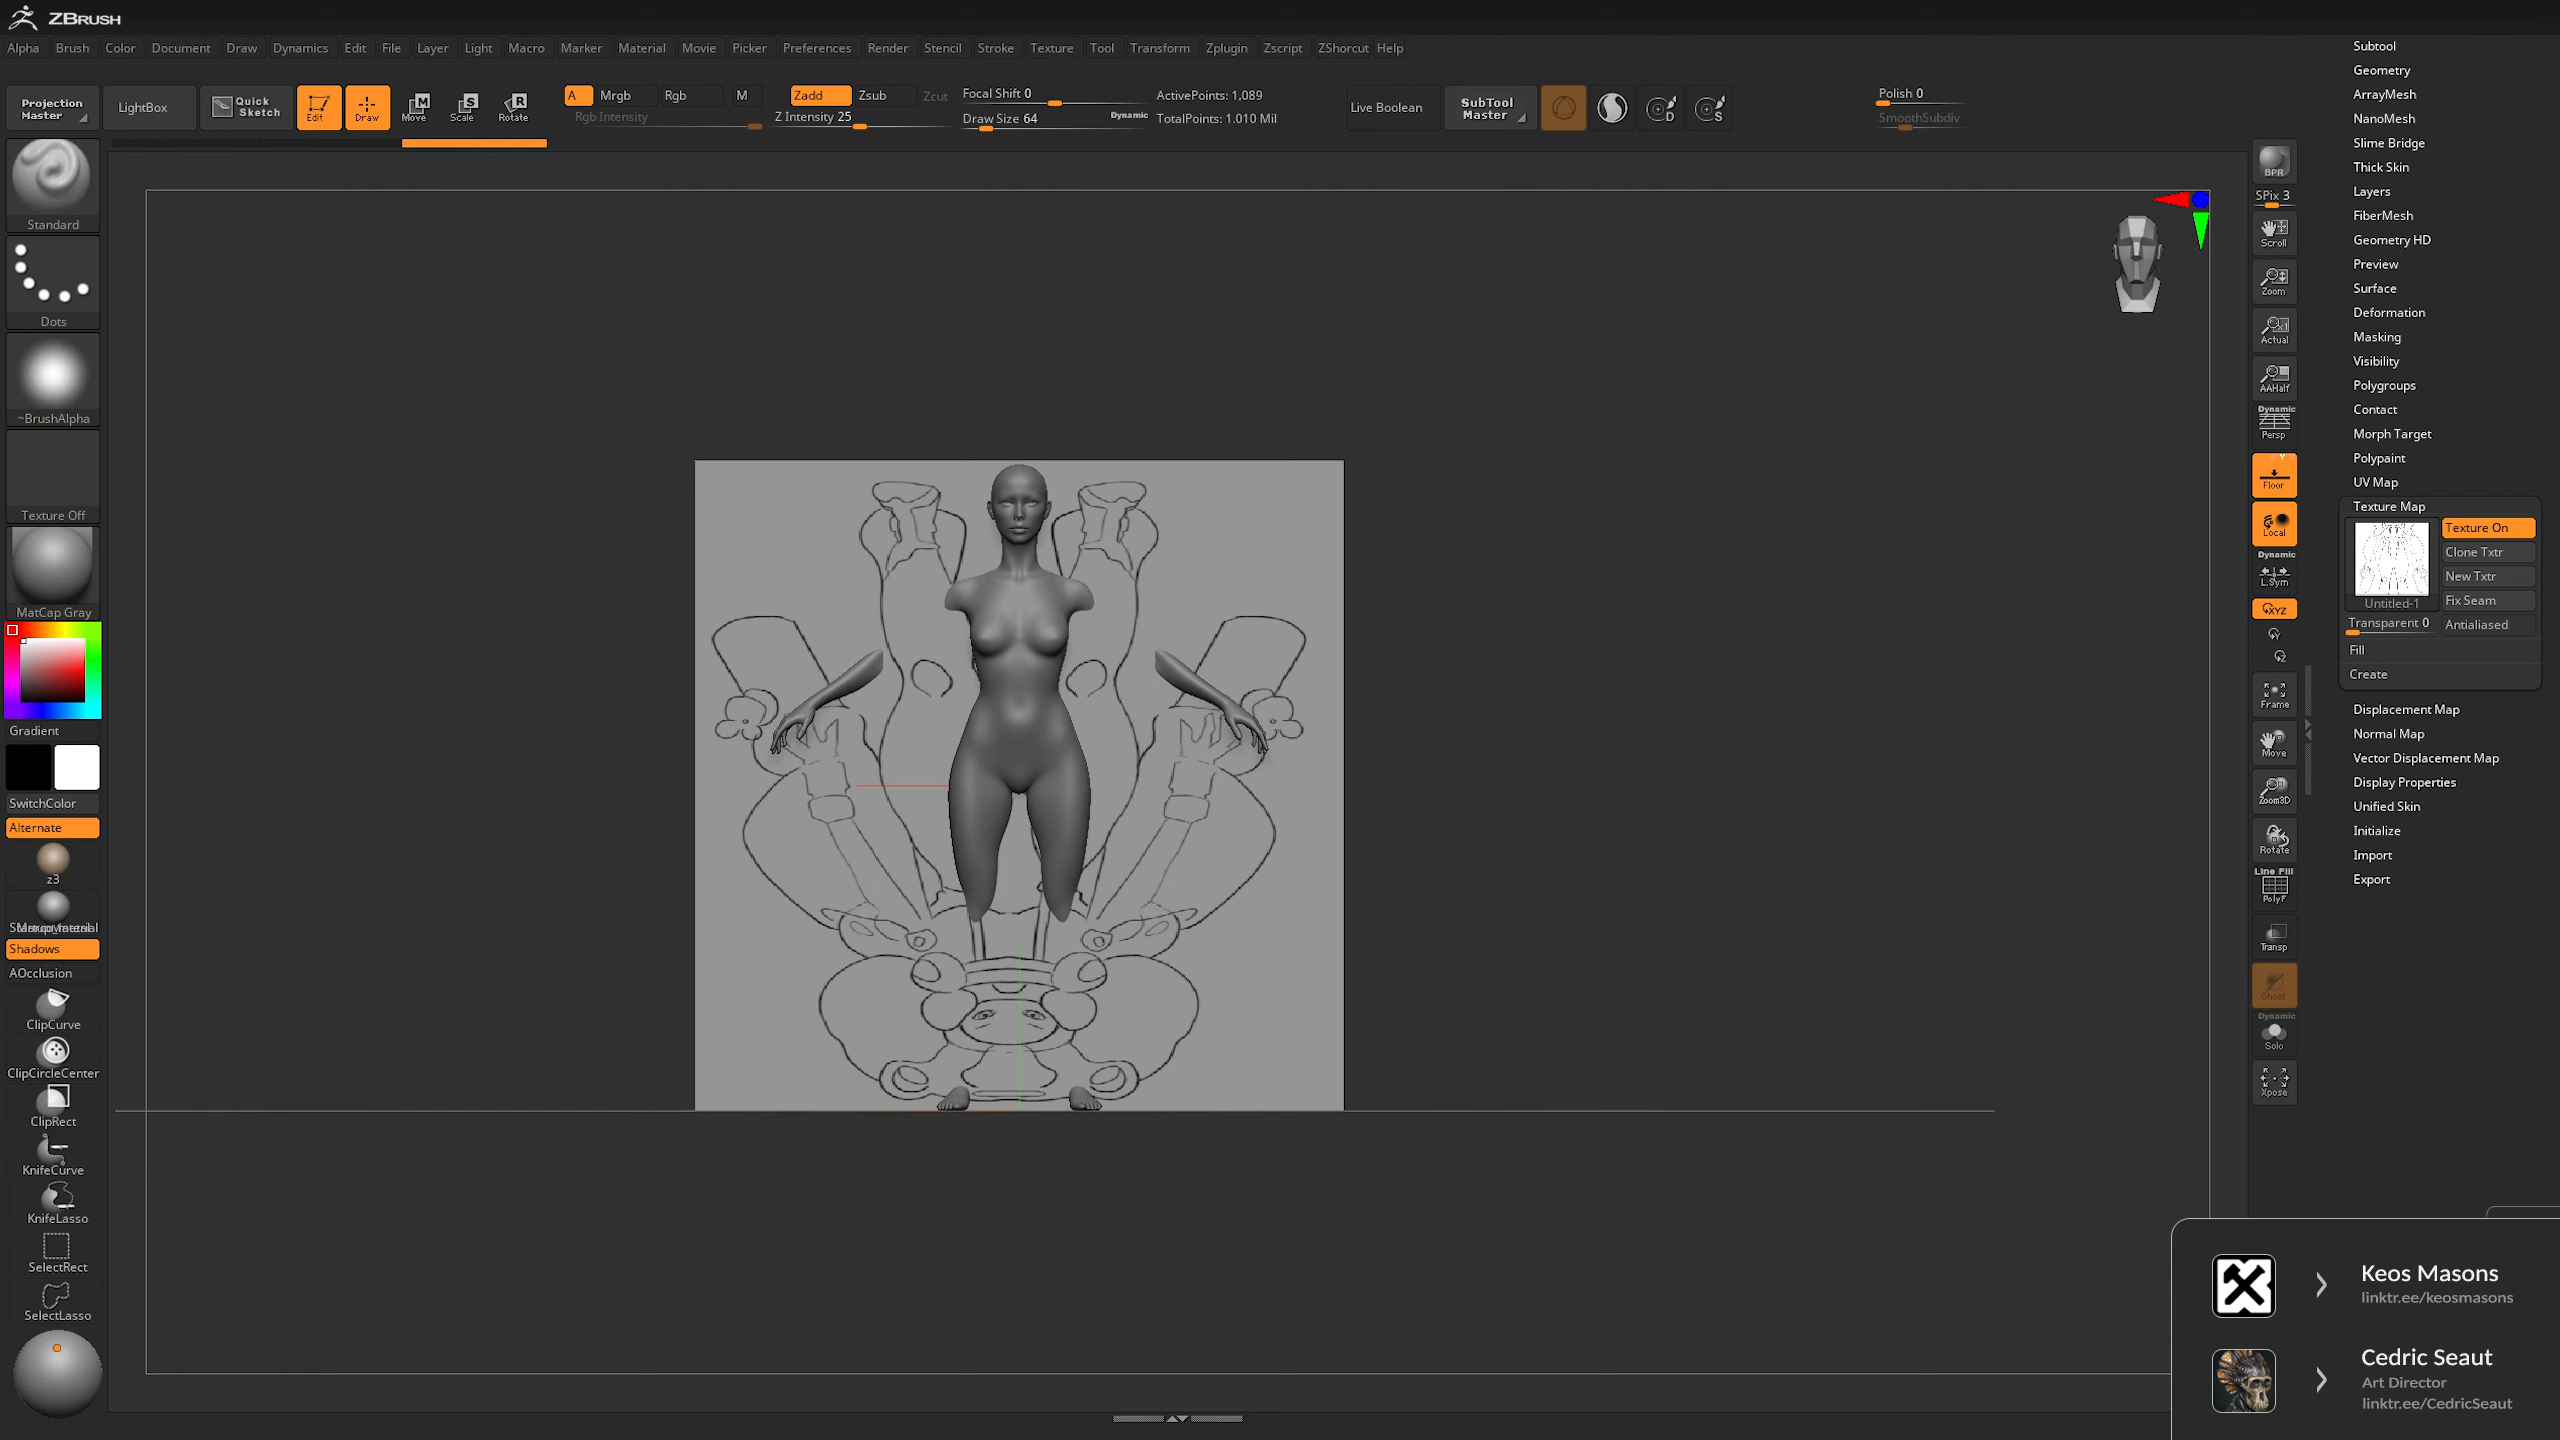 ZBRUSH
Alpha Brush Color Document Draw Dynamics Edit File Layer Light Macro Marker Material Movie Picker Preferences Render Stencil Stroke Texture Tool Transform Zplugin Zscript ZShorcut Help
Projection Master
LightBox
Quick Sketch
Edit
Draw
Move
Scale
Rotate
A Mrgb Rgb M
Rgb Intensity
Zadd Zsub Zcut
Z Intensity 25
Focal Shift 0
Draw Size 64
Dynamic
ActivePoints: 1,089
TotalPoints: 1.010 Mil
Live Boolean
SubTool Master
Polish 0
SmoothSubdiv
Standard
Dots
~BrushAlpha
Texture Off
MatCap Gray
Gradient
SwitchColor
Alternate
z3
Shadows
AOcclusion
ClipCurve
ClipCircleCenter
ClipRect
KnifeCurve
KnifeLasso
SelectRect
SelectLasso
BPR
SPix 3
Scroll
Zoom
Actual
AAHalf
Dynamic
Persp
Floor
Local
Dynamic
L.Sym
XYZ
Y
Z
Frame
Move
Zoom3D
Rotate
Line Fill
PolyF
Transp
Ghost
Dynamic
Solo
Xpose
Subtool
Geometry
ArrayMesh
NanoMesh
Slime Bridge
Thick Skin
Layers
FiberMesh
Geometry HD
Preview
Surface
Deformation
Masking
Visibility
Polygroups
Contact
Morph Target
Polypaint
UV Map
Texture Map
Texture On
Clone Txtr
New Txtr
Untitled-1
Fix Seam
Transparent 0
Antialiased
Fill
Create
Displacement Map
Normal Map
Vector Displacement Map
Display Properties
Unified Skin
Initialize
Import
Export
Keos Masons
linktr.ee/keosmasons
Cedric Seaut
Art Director
linktr.ee/CedricSeaut